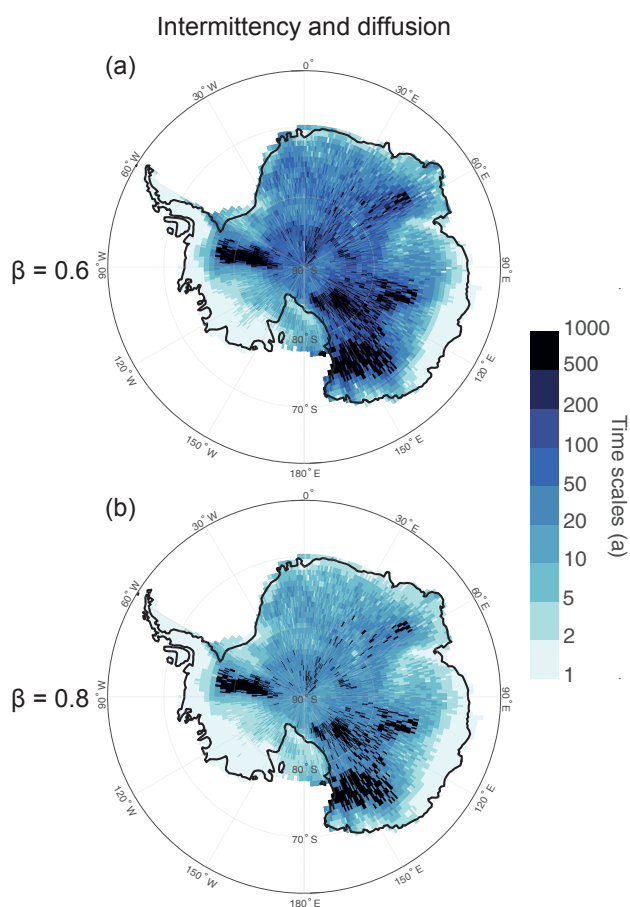 Intermittency and diffusion
(a)
0°
30° W
30° E
60° W
60° E
β = 0.6
90° W
90° S
90° E
80° S
120° W
120° E
70° S
150° W
150° E
180° E
1000
500
200
100
50
20
10
5
2
1
Time scales (a)
(b)
0°
30° W
30° E
60° W
60° E
β = 0.8
90° W
90° S
90° E
80° S
120° W
120° E
70° S
150° W
150° E
180° E